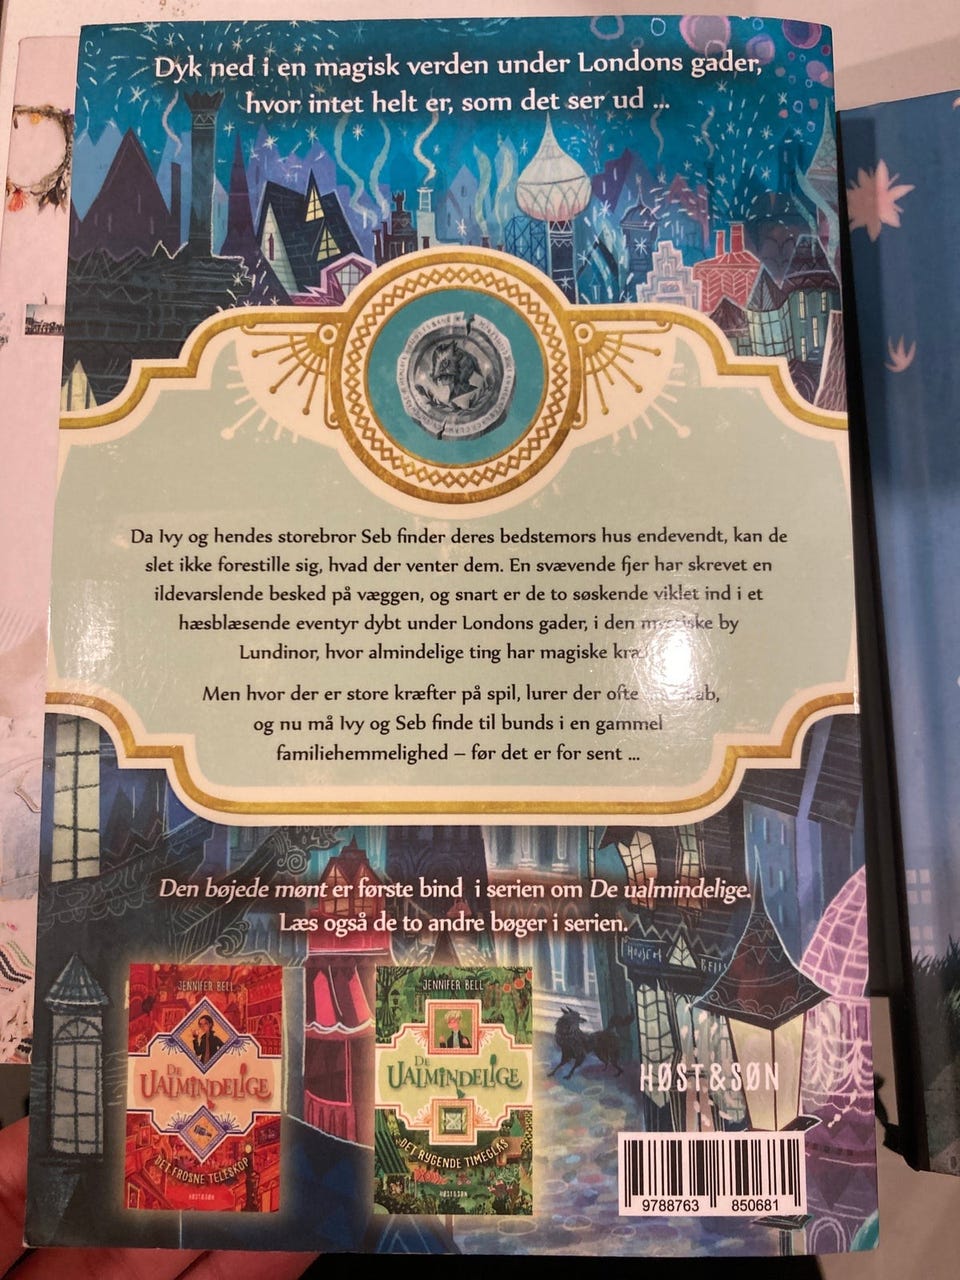 Dyk ned i en magisk verden under Londons gader,
hvor intet helt er, som det ser ud ...
Da Ivy og hendes storebror Seb finder deres bedstemors hus endevendt, kan de
slet ikke forestille sig, hvad der venter dem. En svævende fjer har skrevet en
ildevarslende besked på væggen, og snart er de to søskende viklet ind i et
hæsblæsende eventyr dybt under Londons gader, i den by
Lundinor, hvor almindelige ting har magiske
Men hvor der er store kræfter på spil, lurer der ofte
og nu må Ivy og Seb finde til bunds i en gammel
familiehemmelighed – før det er for sent ...
Den bøjede mønt er første bind i serien om De ualmindelige.
Læs også de to andre bøger i serien.
JENNIFER BELL
DE
UALMINDELIGE
DET FROSNE TELESKOP
HØST&SØN
JENNIFER BELL
DE
UALMINDELIGE
DET RYGENDE TIMEGLAS
HØST&SØN
HØST&SØN
9788763 850681